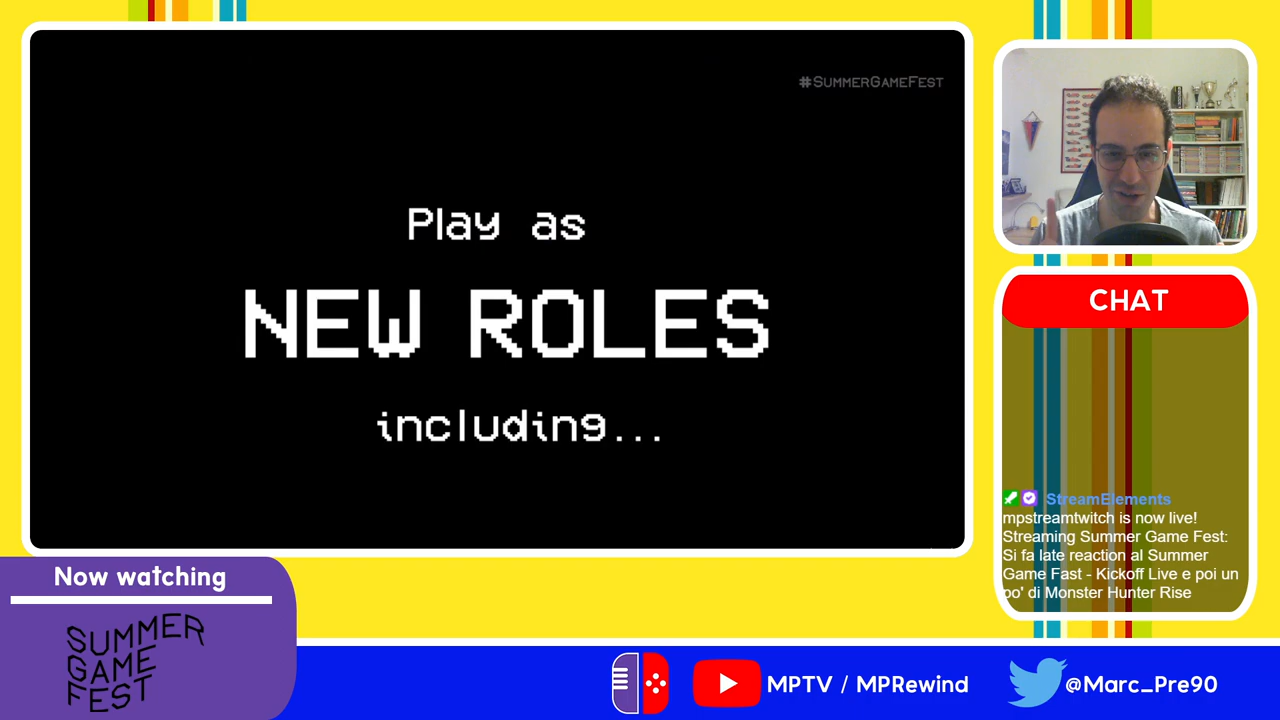 #SUMMERGAMEFEST
Play as
NEW ROLES
including...
CHAT
StreamElements
mpstreamtwitch is now live!
Streaming Summer Game Fest:
Si fa late reaction al Summer
Game Fast - Kickoff Live e poi un
po' di Monster Hunter Rise
Now watching
SUMMER
GAME
FEST
MPTV / MPRewind
@Marc_Pre90